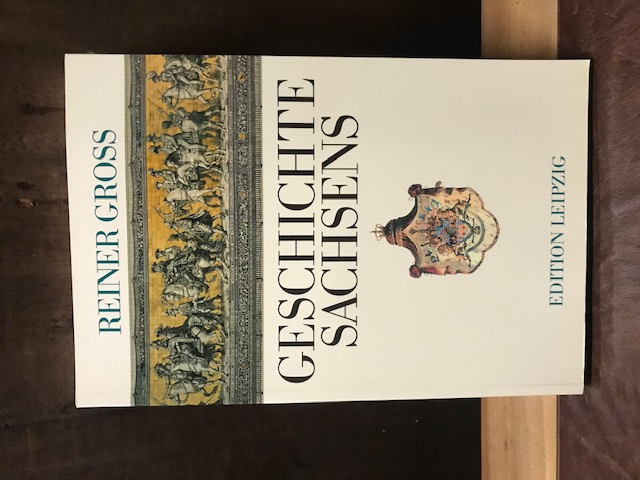 REINER GROSS
GESCHICHTE
SACHSENS
EDITION LEIPZIG